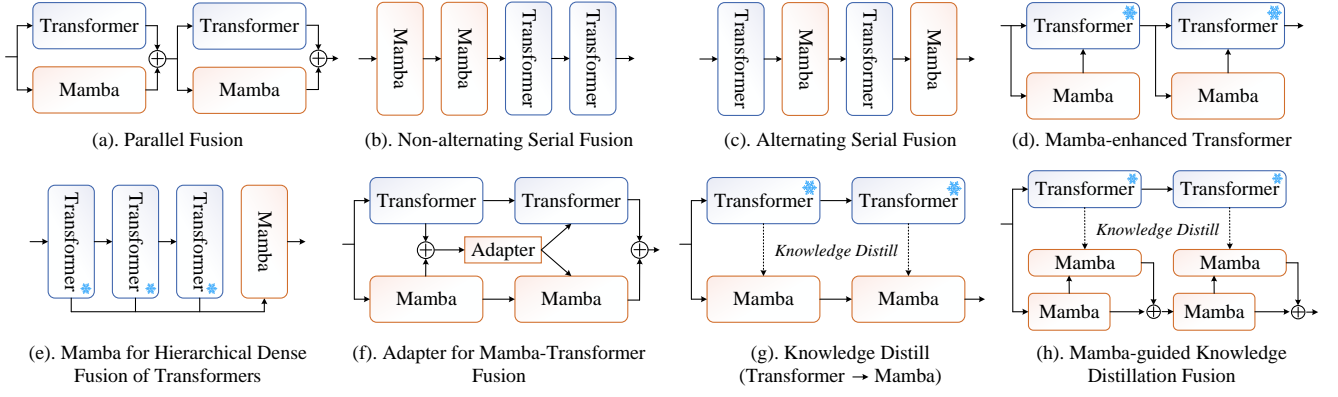 Transformer
Transformer
Mamba
Mamba
(a). Parallel Fusion
Mamba
Mamba
Transformer
Transformer
(b). Non-alternating Serial Fusion
Transformer
Mamba
Transformer
Mamba
(c). Alternating Serial Fusion
Transformer
Transformer
Mamba
Mamba
(d). Mamba-enhanced Transformer
Transformer
Transformer
Transformer
Mamba
(e). Mamba for Hierarchical Dense
Fusion of Transformers
Transformer
Transformer
Adapter
Mamba
Mamba
(f). Adapter for Mamba-Transformer
Fusion
Transformer
Transformer
Knowledge Distill
Mamba
Mamba
(g). Knowledge Distill
(Transformer → Mamba)
Transformer
Transformer
Knowledge Distill
Mamba
Mamba
Mamba
Mamba
(h). Mamba-guided Knowledge
Distillation Fusion